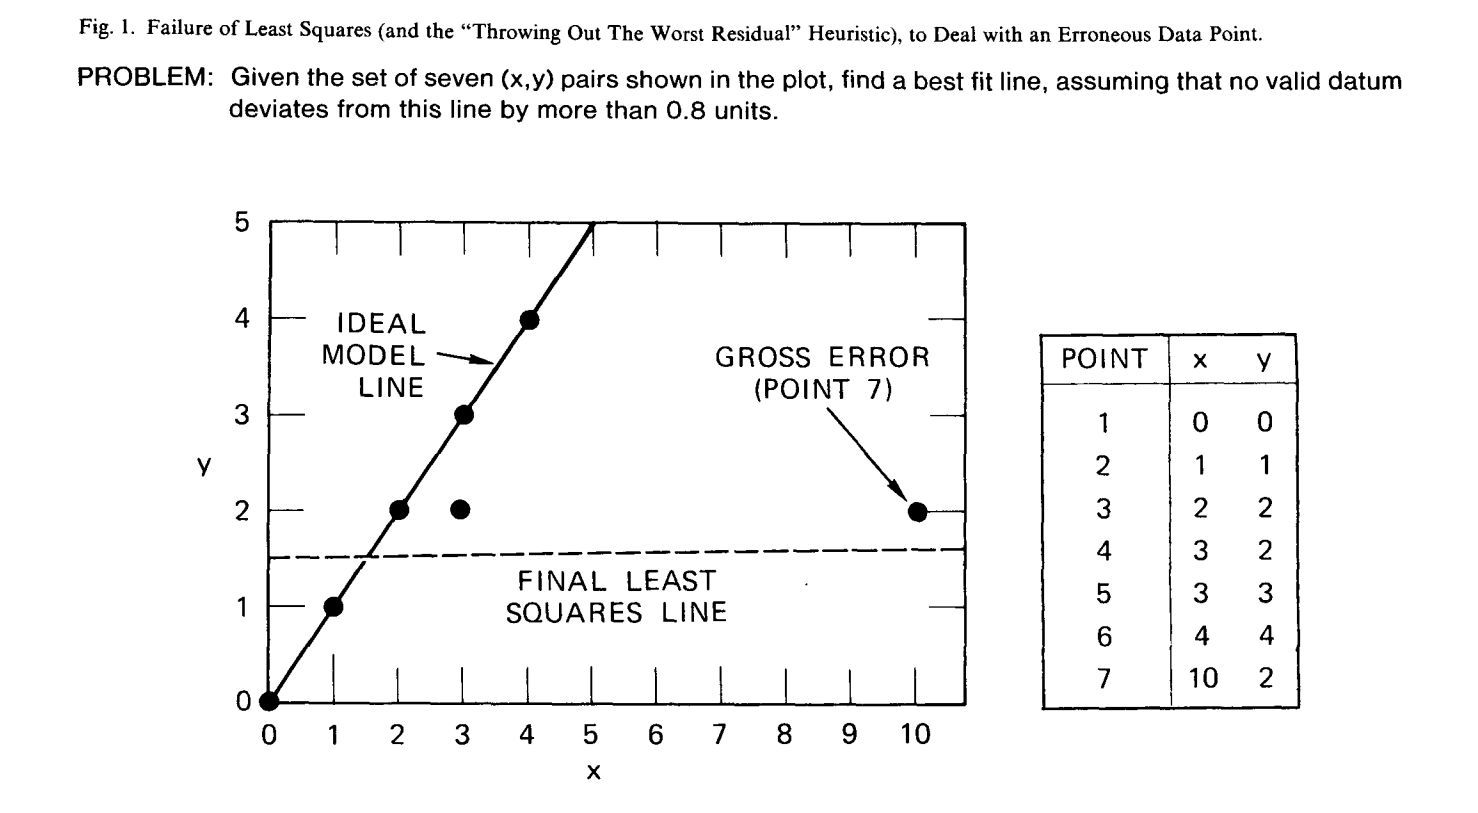 Fig. 1. Failure of Least Squares (and the “Throwing Out The Worst Residual” Heuristic), to Deal with an Erroneous Data Point.
PROBLEM: Given the set of seven (x,y) pairs shown in the plot, find a best fit line, assuming that no valid datum
deviates from this line by more than 0.8 units.
5
4
3
y
2
1
0
IDEAL
MODEL
LINE
GROSS ERROR
(POINT 7)
FINAL LEAST
SQUARES LINE
0 1 2 3 4 5 6 7 8 9 10
x
POINT x y
1 0 0
2 1 1
3 2 2
4 3 2
5 3 3
6 4 4
7 10 2